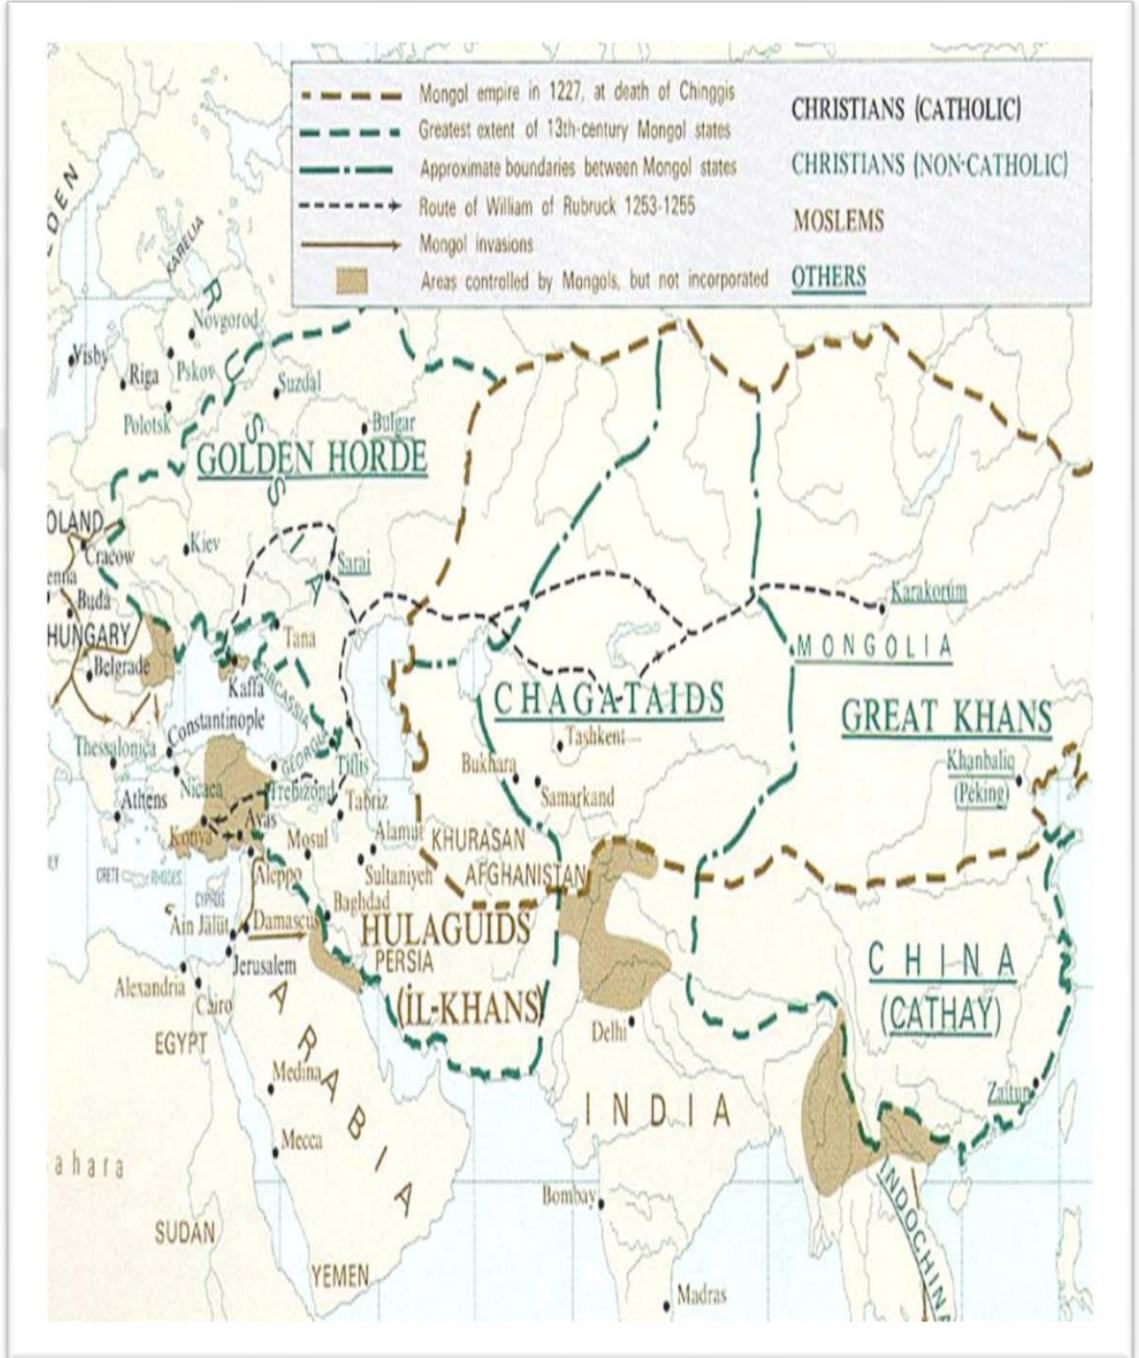 Mongol empire in 1227, at death of Chinggis
Greatest extent of 13th-century Mongol states
Approximate boundaries between Mongol states
Route of William of Rubruck 1253-1255
Mongol invasions
Areas controlled by Mongols, but not incorporated
CHRISTIANS (CATHOLIC)
CHRISTIANS (NON-CATHOLIC)
MOSLEMS
OTHERS
DEN
KARELIA
RUSSIA
Novgorod
Visby
Riga
Pskov
Suzdal
Polotsk
Bulgar
GOLDEN HORDE
OLAND
Cracow
Kiev
Sarai
enna
Buda
HUNGARY
Belgrade
Tana
Karakorum
MONGOLIA
Kaffa
CIRCASSIA
CHAGATAIDS
GREAT KHANS
Constantinople
Thessalonica
GEORGIA
Tiflis
Tashkent
Khanbaliq
(Peking)
Bukhara
Nicaea
Trebizond
Athens
Tabriz
Samarkand
Konya
Ayas
Mosul
Alamut
KHURASAN
CRETE
RHODES
Aleppo
Sultaniyeh
AFGHANISTAN
CYPRUS
Baghdad
Ain Jālūt
Damascus
HULAGUIDS
PERSIA
CHINA
(CATHAY)
Jerusalem
Alexandria
Cairo
(İL-KHANS)
EGYPT
Delhi
ARABIA
Medina
INDIA
Zaitun
Mecca
ahara
Bombay
INDOCHINA
SUDAN
YEMEN
Madras